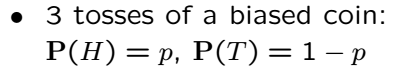 • 3 tosses of a biased coin:
P(H) = p, P(T) = 1 − p